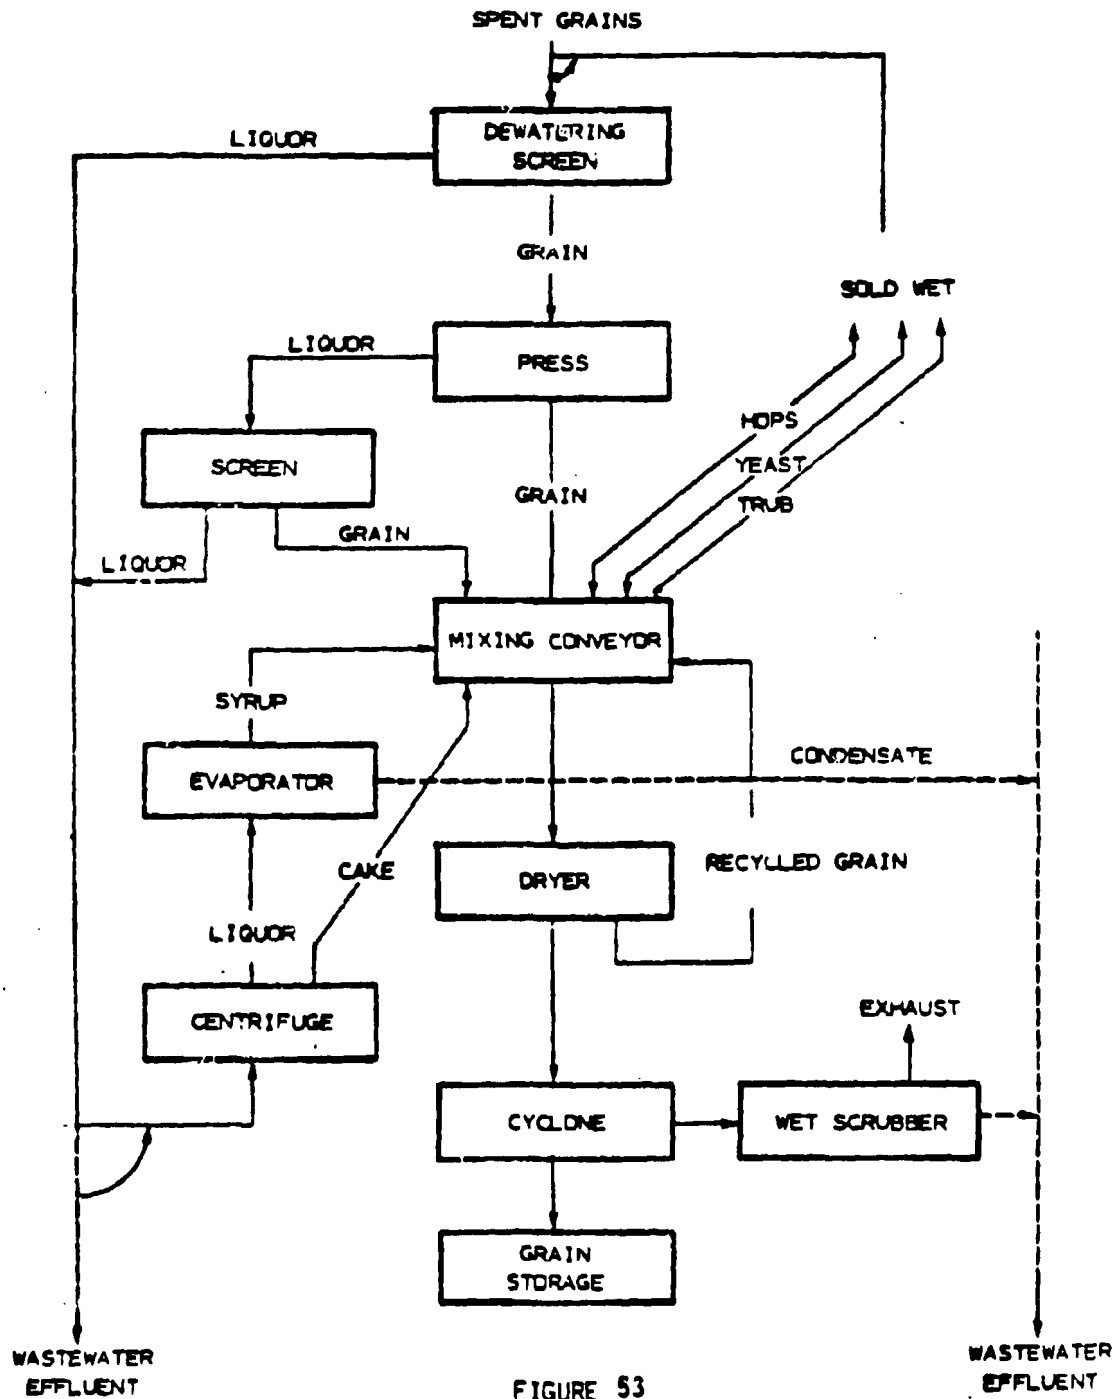 SPENT GRAINS
LIQUOR
DEWATERING
SCREEN
GRAIN
SOLD WET
LIQUOR
PRESS
HOPS
SCREEN
YEAST
GRAIN
TRUB
GRAIN
LIQUOR
MIXING CONVEYOR
SYRUP
CONDENSATE
EVAPORATOR
CAKE
DRYER
RECYLLED GRAIN
LIQUOR
EXHAUST
CENTRIFUGE
CYCLONE
WET SCRUBBER
GRAIN
STORAGE
WASTEWATER
EFFLUENT
WASTEWATER
EFFLUENT
FIGURE 53